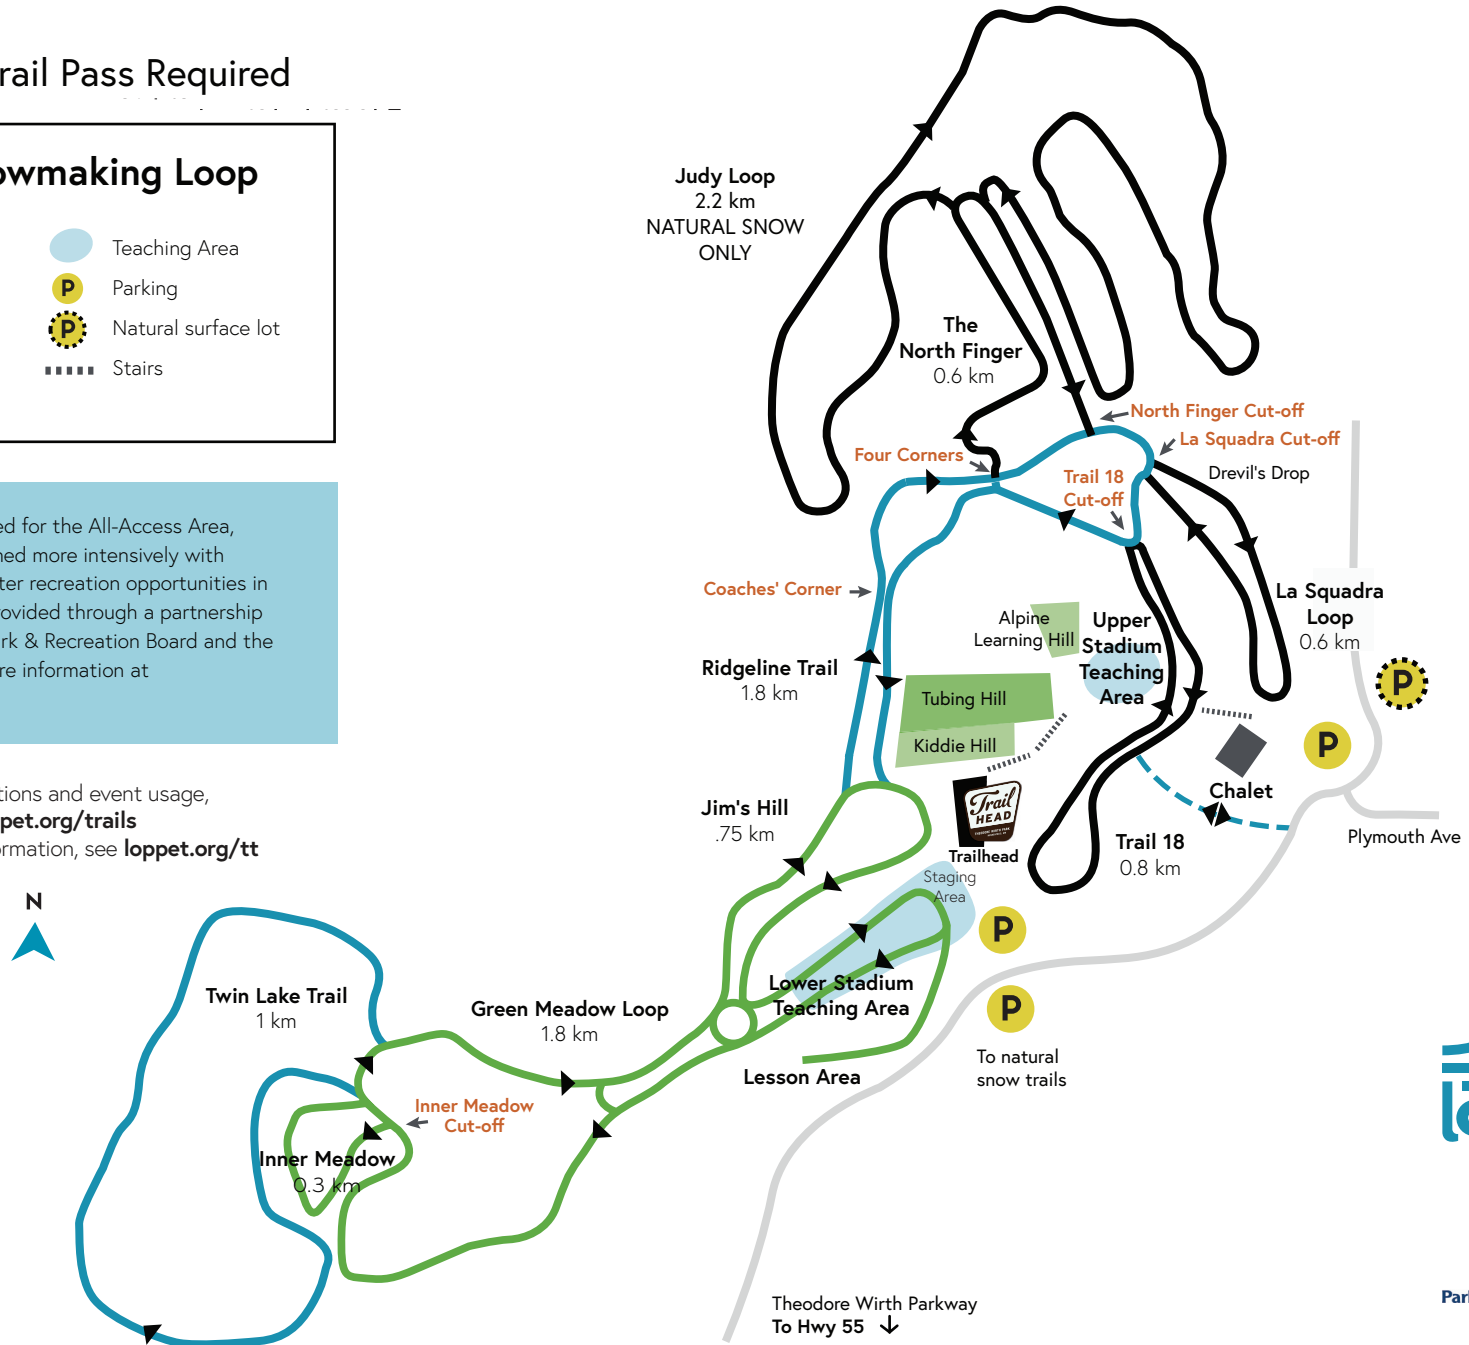 rail Pass Required
owmaking Loop
Teaching Area
P Parking
P Natural surface lot
Stairs
ed for the All-Access Area,
ned more intensively with
ter recreation opportunities in
rovided through a partnership
rk & Recreation Board and the
re information at
tions and event usage,
pet.org/trails
ormation, see loppet.org/tt
N
Judy Loop
2.2 km
NATURAL SNOW
ONLY
The
North Finger
0.6 km
North Finger Cut-off
La Squadra Cut-off
Four Corners
Trail 18
Cut-off
Drevil's Drop
Coaches' Corner
La Squadra
Loop
0.6 km
Alpine
Learning Hill
Upper
Stadium
Teaching
Area
Ridgeline Trail
1.8 km
Tubing Hill
Kiddie Hill
P
P
Chalet
Jim's Hill
.75 km
Trail
HEAD
Trailhead
Staging
Area
Trail 18
0.8 km
Plymouth Ave
P
Twin Lake Trail
1 km
Green Meadow Loop
1.8 km
Lower Stadium
Teaching Area
P
To natural
snow trails
Lesson Area
Inner Meadow
Cut-off
Inner Meadow
0.3 km
Theodore Wirth Parkway
To Hwy 55
Par